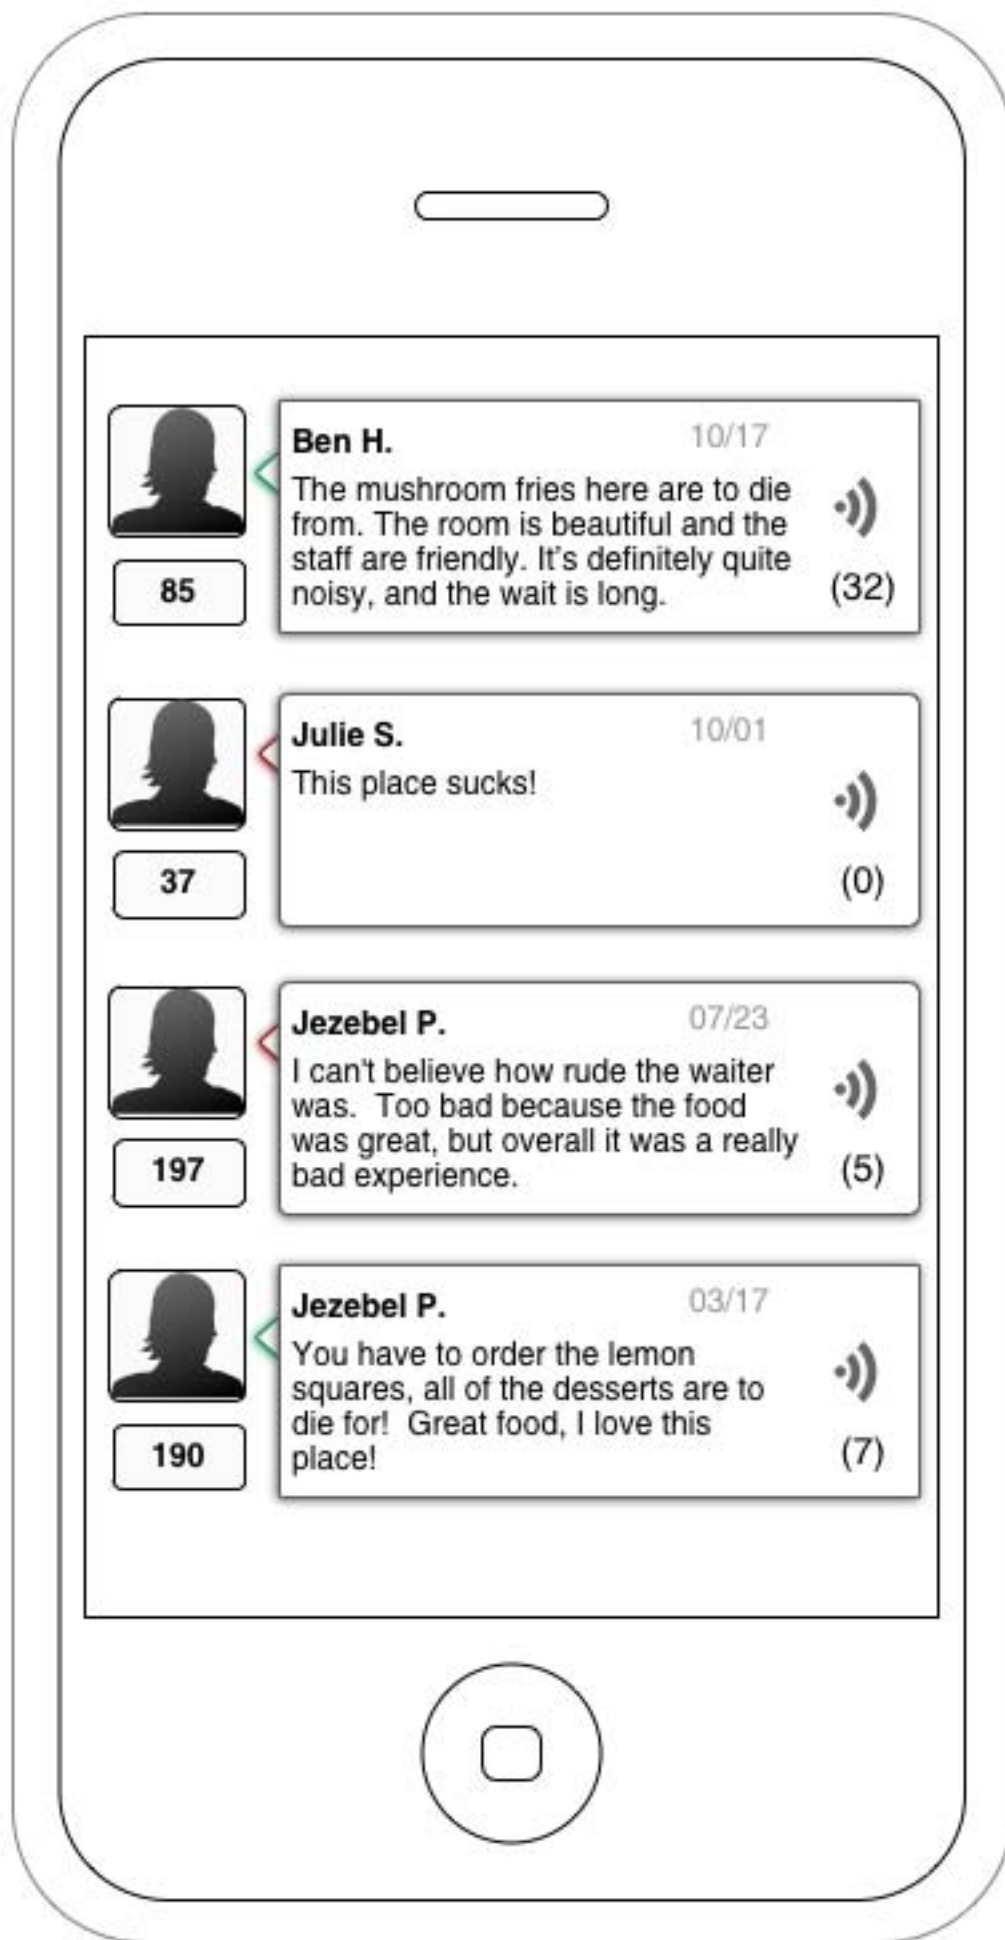 Ben H. 10/17
The mushroom fries here are to die
from. The room is beautiful and the
staff are friendly. It's definitely quite
noisy, and the wait is long.
(32)
85
Julie S. 10/01
This place sucks!
(0)
37
Jezebel P. 07/23
I can't believe how rude the waiter
was.  Too bad because the food
was great, but overall it was a really
bad experience.
(5)
197
Jezebel P. 03/17
You have to order the lemon
squares, all of the desserts are to
die for!  Great food, I love this
place!
(7)
190